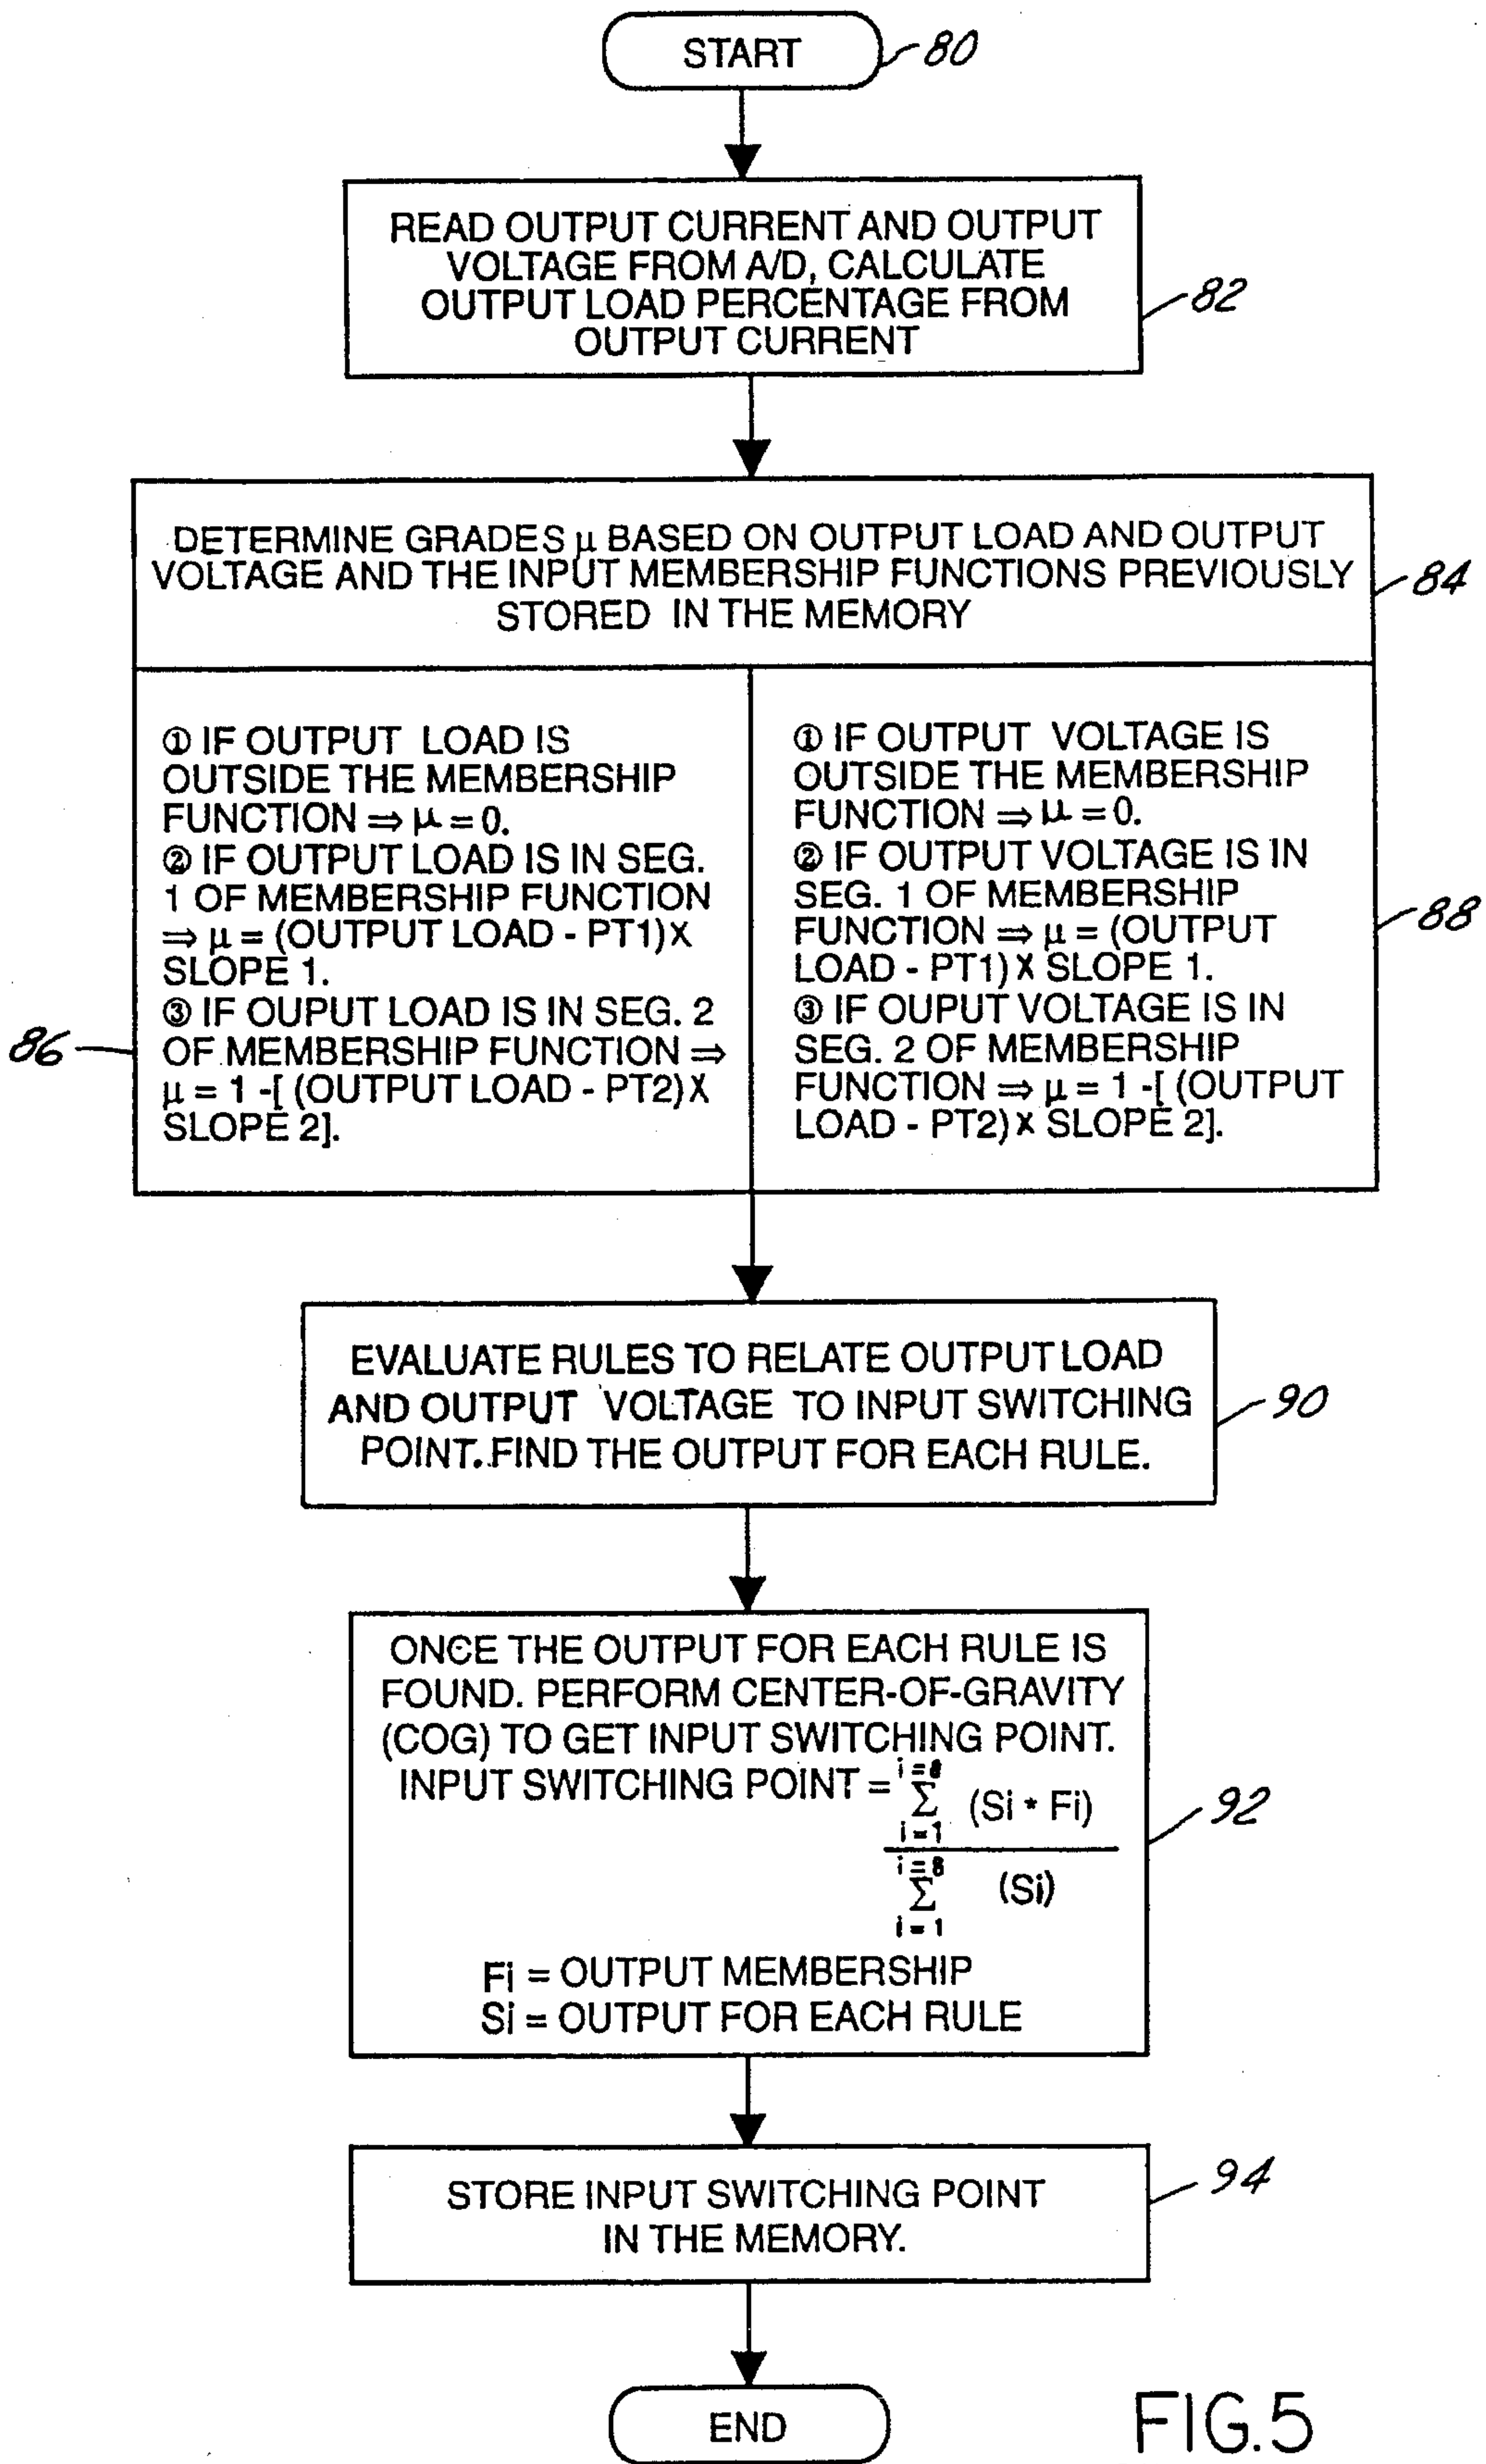 START
80
READ OUTPUT CURRENT AND OUTPUT
VOLTAGE FROM A/D, CALCULATE
OUTPUT LOAD PERCENTAGE FROM
OUTPUT CURRENT
82
DETERMINE GRADES μ BASED ON OUTPUT LOAD AND OUTPUT
VOLTAGE AND THE INPUT MEMBERSHIP FUNCTIONS PREVIOUSLY
STORED IN THE MEMORY
84
① IF OUTPUT LOAD IS
OUTSIDE THE MEMBERSHIP
FUNCTION ⇒ μ = 0.
② IF OUTPUT LOAD IS IN SEG.
1 OF MEMBERSHIP FUNCTION
⇒ μ = (OUTPUT LOAD - PT1) X
SLOPE 1.
③ IF OUPUT LOAD IS IN SEG. 2
OF MEMBERSHIP FUNCTION ⇒
μ = 1 -[ (OUTPUT LOAD - PT2) X
SLOPE 2].
86
① IF OUTPUT VOLTAGE IS
OUTSIDE THE MEMBERSHIP
FUNCTION ⇒ μ = 0.
② IF OUTPUT VOLTAGE IS IN
SEG. 1 OF MEMBERSHIP
FUNCTION ⇒ μ = (OUTPUT
LOAD - PT1) X SLOPE 1.
③ IF OUPUT VOLTAGE IS IN
SEG. 2 OF MEMBERSHIP
FUNCTION ⇒ μ = 1 -[ (OUTPUT
LOAD - PT2) X SLOPE 2].
88
EVALUATE RULES TO RELATE OUTPUT LOAD
AND OUTPUT VOLTAGE TO INPUT SWITCHING
POINT. FIND THE OUTPUT FOR EACH RULE.
90
ONCE THE OUTPUT FOR EACH RULE IS
FOUND. PERFORM CENTER-OF-GRAVITY
(COG) TO GET INPUT SWITCHING POINT.
i = 8
INPUT SWITCHING POINT = Σ (Si * Fi)
i = 1
i = 8
Σ (Si)
i = 1
Fi = OUTPUT MEMBERSHIP
Si = OUTPUT FOR EACH RULE
92
STORE INPUT SWITCHING POINT
IN THE MEMORY.
94
END
FIG.5